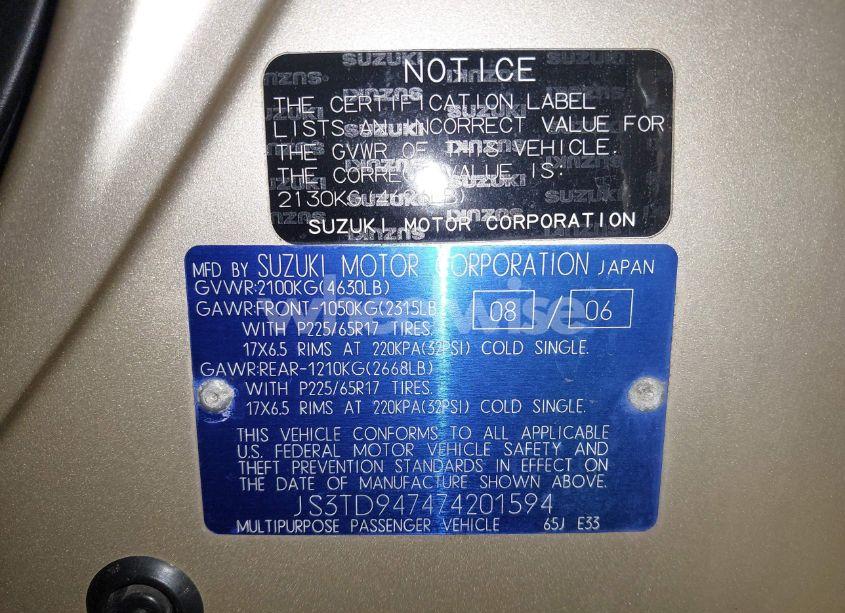 NOTICE
THE CERTIFICATION LABEL
LISTS AN INCORRECT VALUE FOR
THE GVWR OF THIS VEHICLE.
THE CORRECT VALUE IS:
2130KG
SUZUKI MOTOR CORPORATION
MFD BY SUZUKI MOTOR CORPORATION JAPAN
GVWR:2100KG(4630LB)
GAWR:FRONT-1050KG(2315LB 08 / 06
WITH P225/65R17 TIRES.
17X6.5 RIMS AT 220KPA(32PSI) COLD SINGLE.
GAWR:REAR-1210KG(2668LB)
WITH P225/65R17 TIRES.
17X6.5 RIMS AT 220KPA(32PSI) COLD SINGLE.
THIS VEHICLE CONFORMS TO ALL APPLICABLE
U.S. FEDERAL MOTOR VEHICLE SAFETY AND
THEFT PREVENTION STANDARDS IN EFFECT ON
THE DATE OF MANUFACTURE SHOWN ABOVE.
JS3TD947474201594
MULTIPURPOSE PASSENGER VEHICLE 65J E33